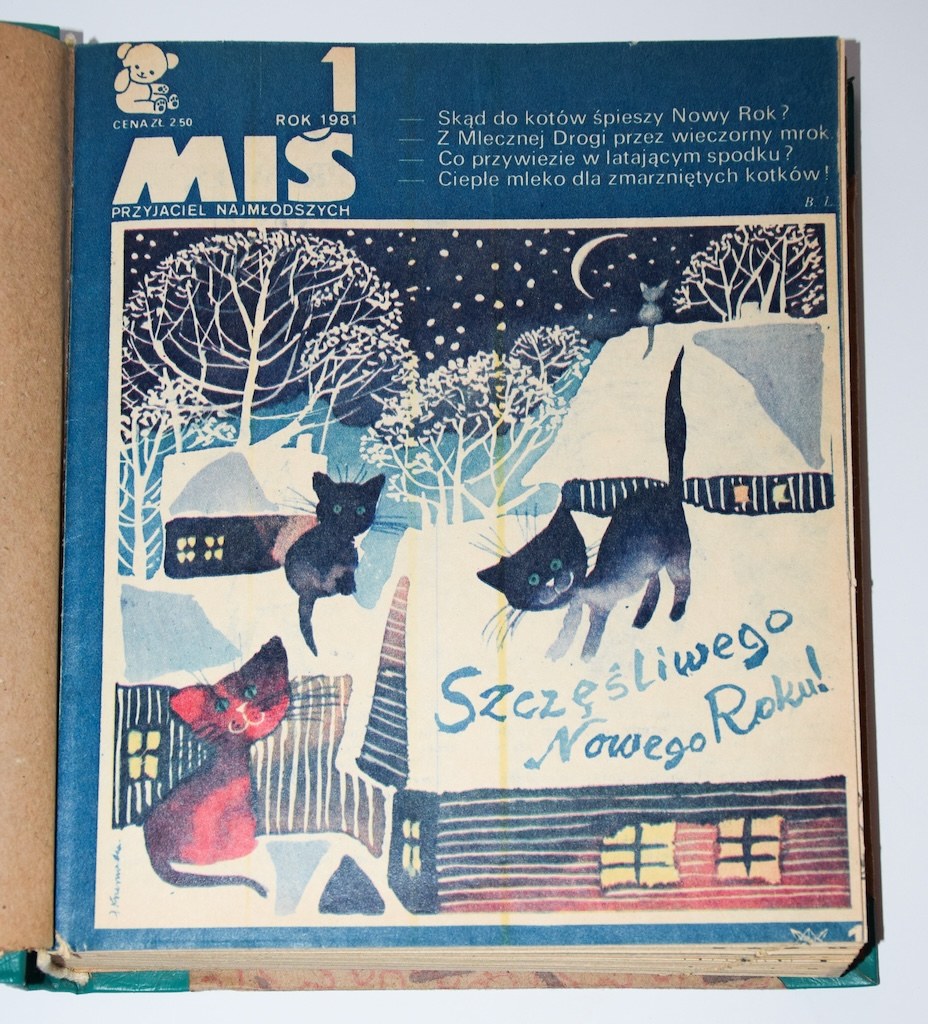 1
CENA ZŁ 2.50
ROK 1981
MIŚ
PRZYJACIEL NAJMŁODSZYCH
— Skąd do kotów śpieszy Nowy Rok?
— Z Mlecznej Drogi przez wieczorny mrok.
— Co przywiezie w latającym spodku?
— Ciepłe mleko dla zmarzniętych kotków!
B. L.
Szczęśliwego
Nowego Roku!
1